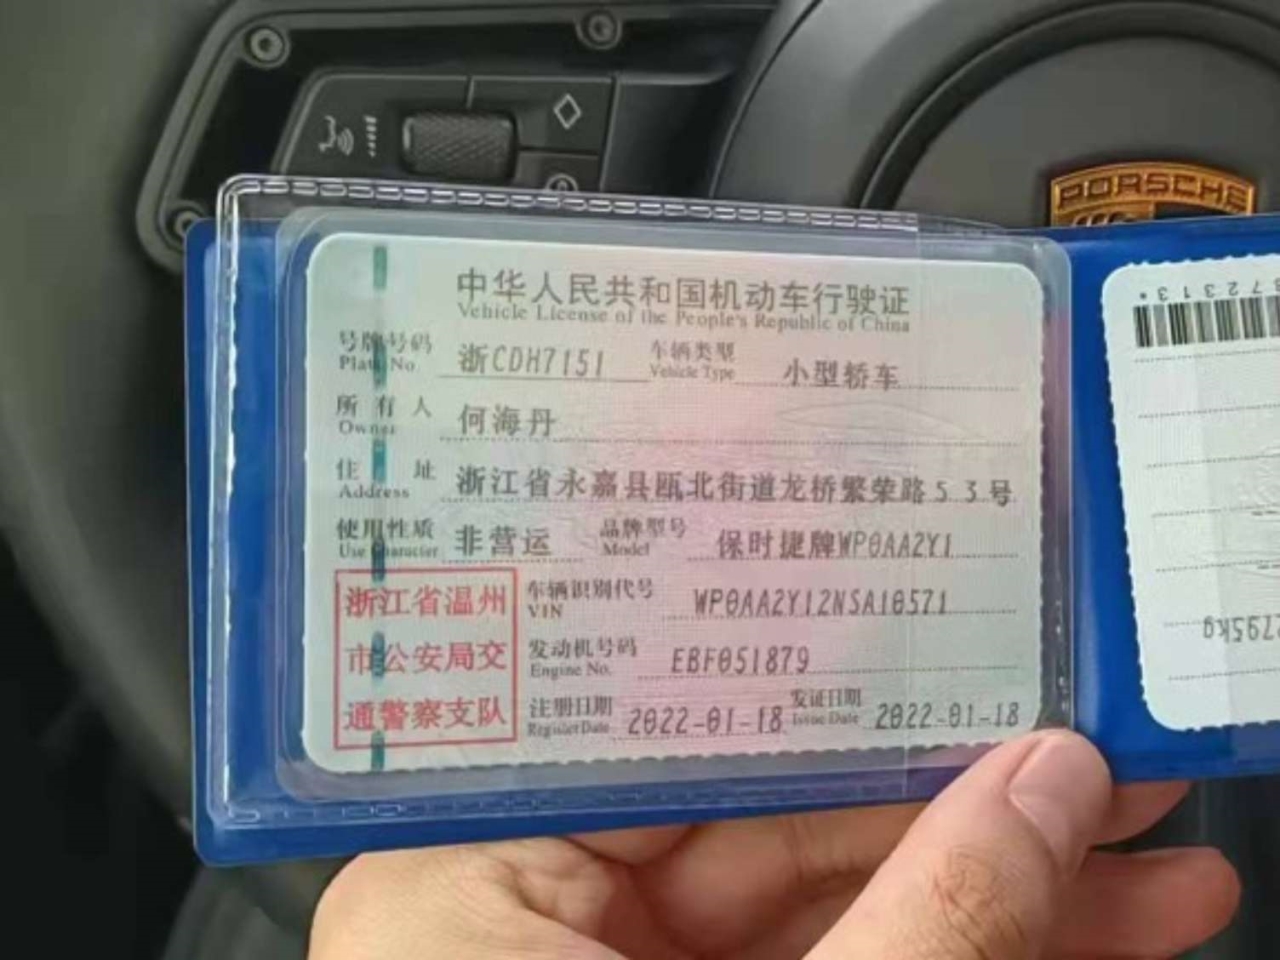 PORSCHE
中华人民共和国机动车行驶证
Vehicle License of the People's Republic of China
号牌号码 浙CDH7151 车辆类型 小型轿车
Plate No. Vehicle Type
所有人 何海丹
Owner
住址 浙江省永嘉县瓯北街道龙桥繁荣路53号
Address
使用性质 非营运 品牌型号 保时捷牌WP0AA2Y1
Use Character Model
浙江省温州
市公安局交
通警察支队
车辆识别代号 WP0AA2Y12NSA10571
VIN
发动机号码 EBF051879
Engine No.
注册日期 2022-01-18 发证日期 2022-01-18
Register Date Issue Date
2795kg